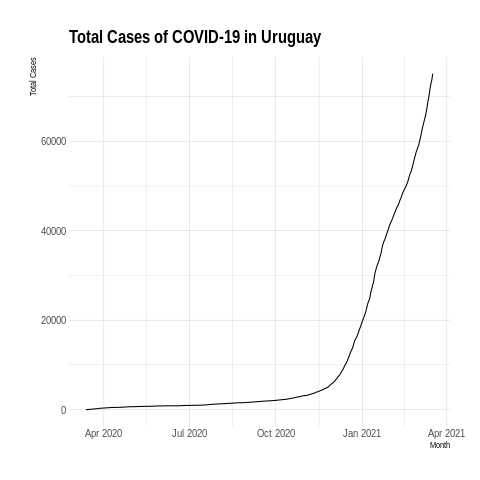 Total Cases of COVID-19 in Uruguay
Total Cases
60000
40000
20000
0
Apr 2020 Jul 2020 Oct 2020 Jan 2021 Apr 2021
Month